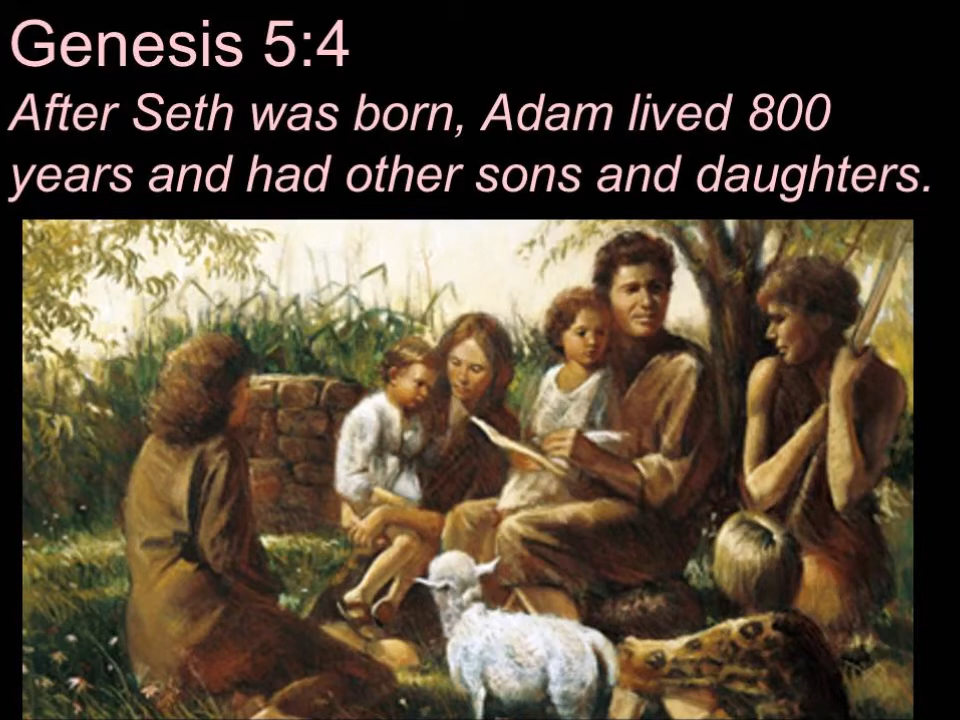 Genesis 5:4
After Seth was born, Adam lived 800
years and had other sons and daughters.